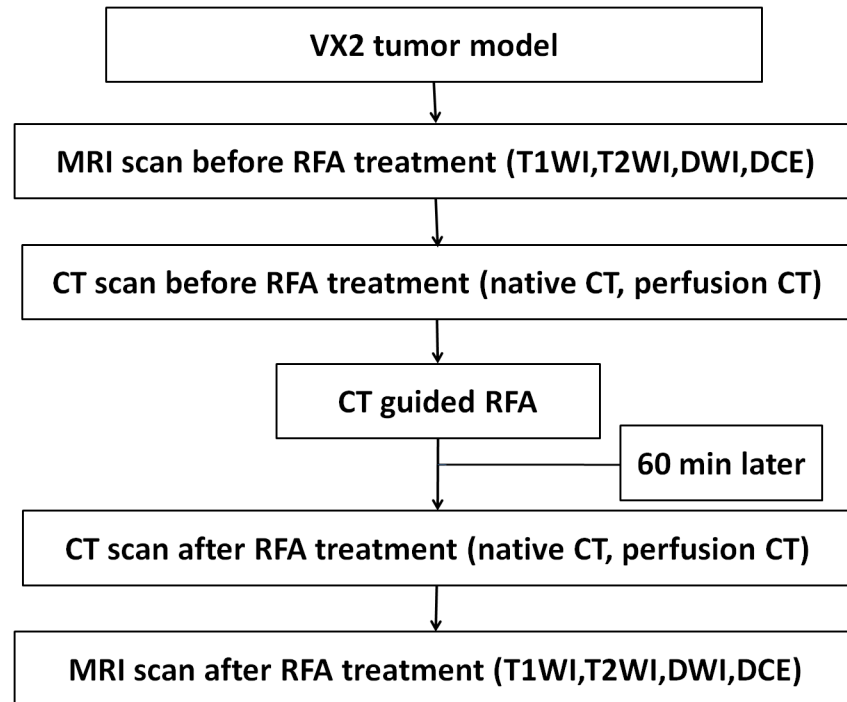 VX2 tumor model
MRI scan before RFA treatment (T1WI,T2WI,DWI,DCE)
CT scan before RFA treatment (native CT, perfusion CT)
CT guided RFA
60 min later
CT scan after RFA treatment (native CT, perfusion CT)
MRI scan after RFA treatment (T1WI,T2WI,DWI,DCE)